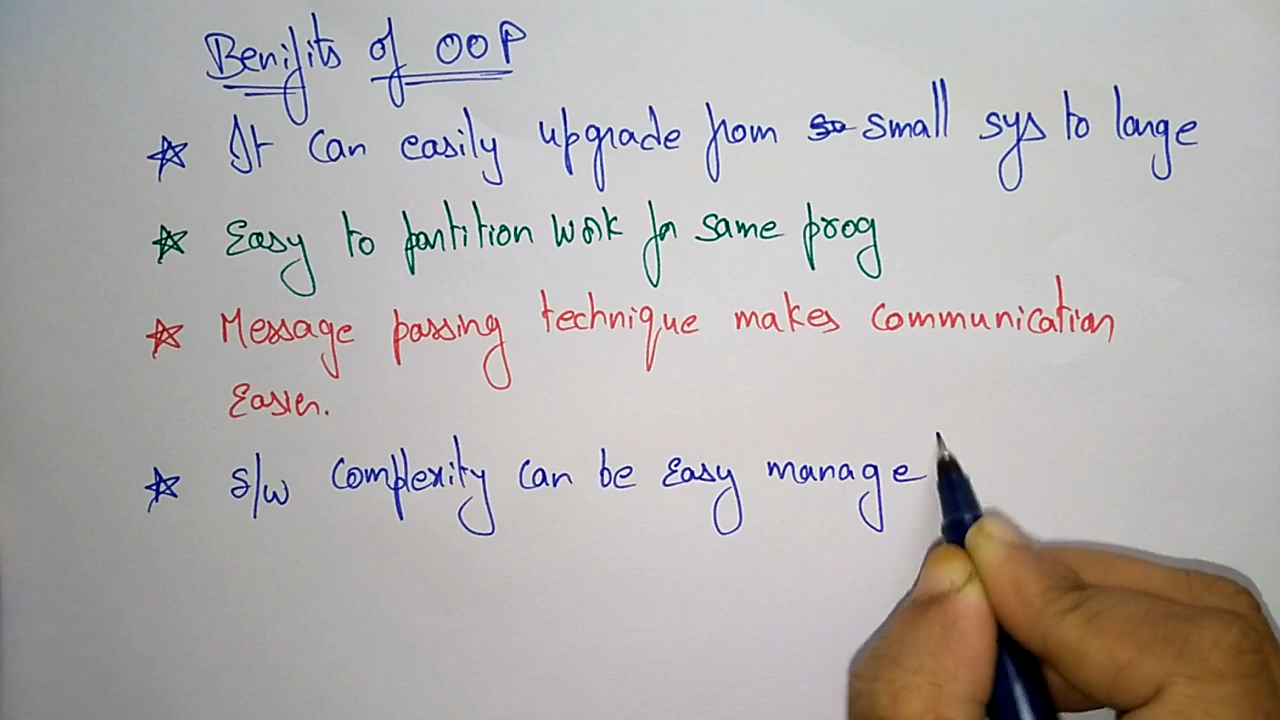 Benifits of OOP
☆ It can easily upgrade from so small sys to large
☆ Easy to partition work for same prog
☆ Message passing technique makes communication
Easier.
☆ S/w complexity can be easy manage